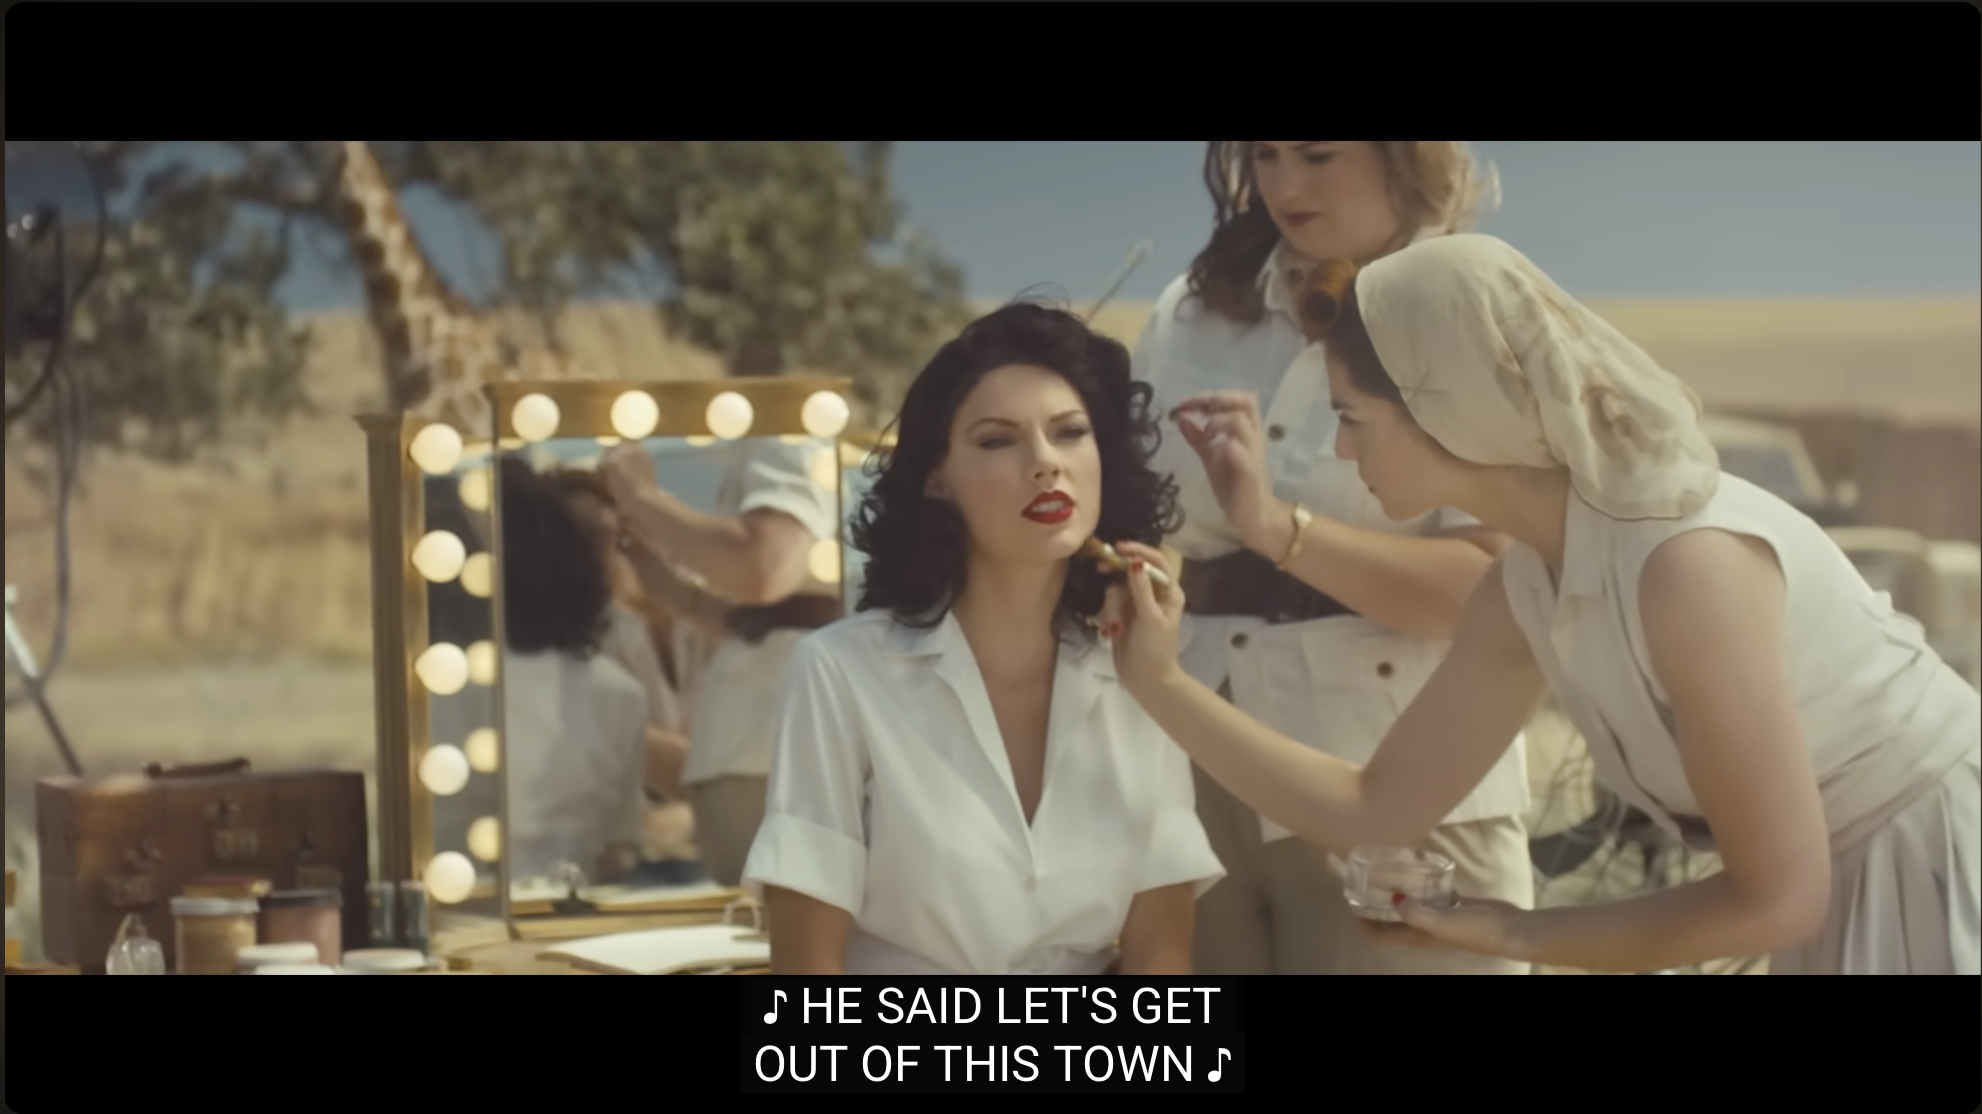 ♪ HE SAID LET'S GET
OUT OF THIS TOWN ♪